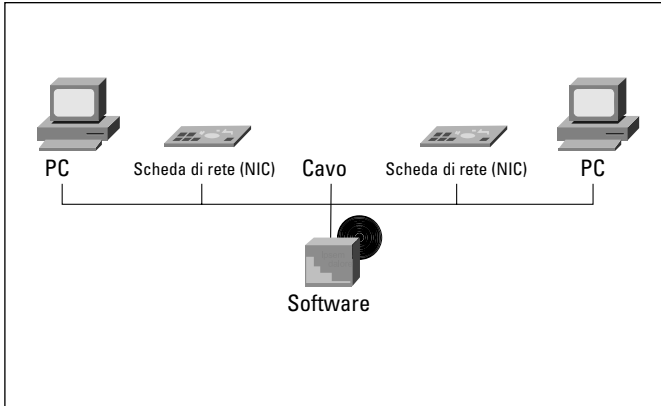 PC
Scheda di rete (NIC)
Cavo
Scheda di rete (NIC)
PC
Software